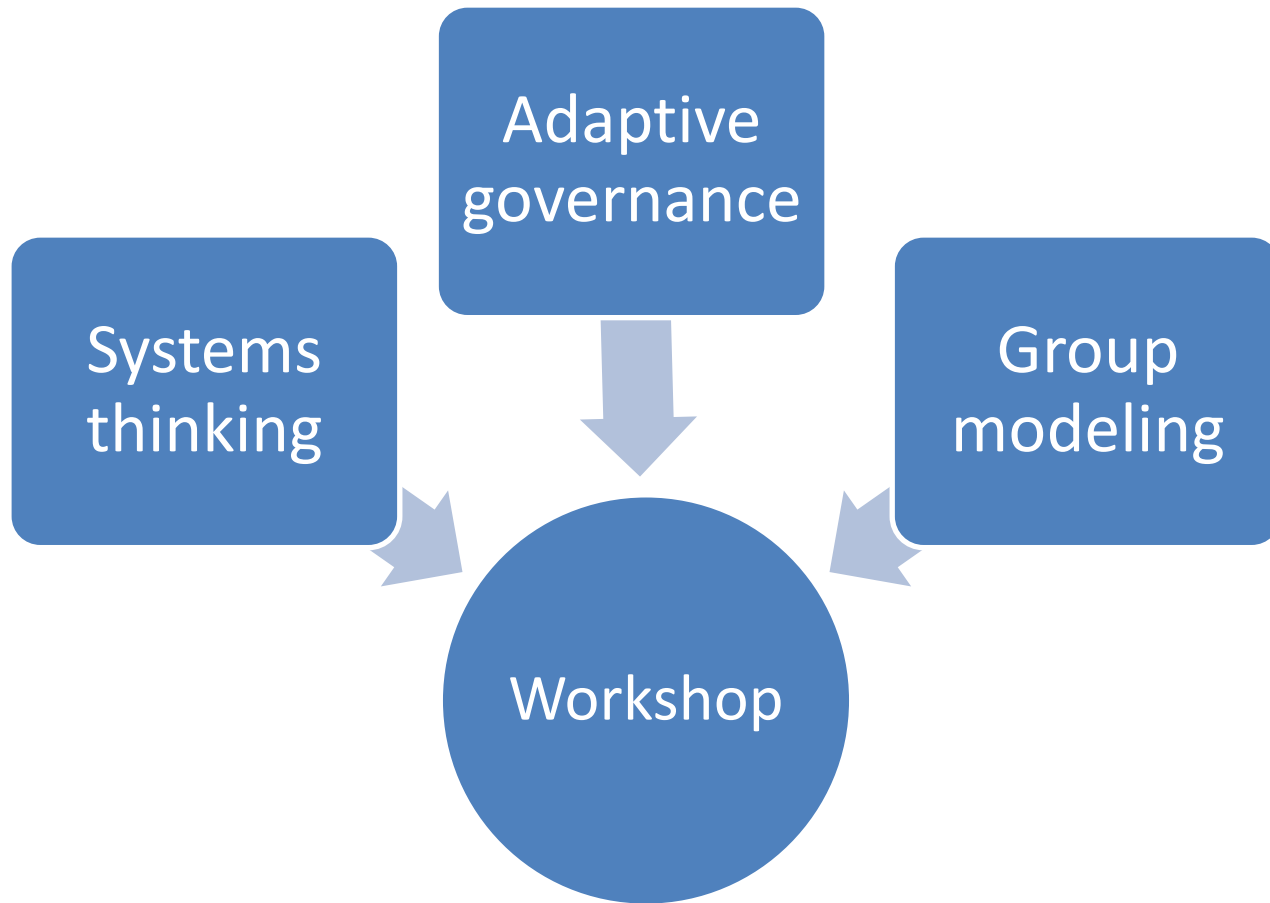 Adaptive
governance
Systems
thinking
Group
modeling
Workshop